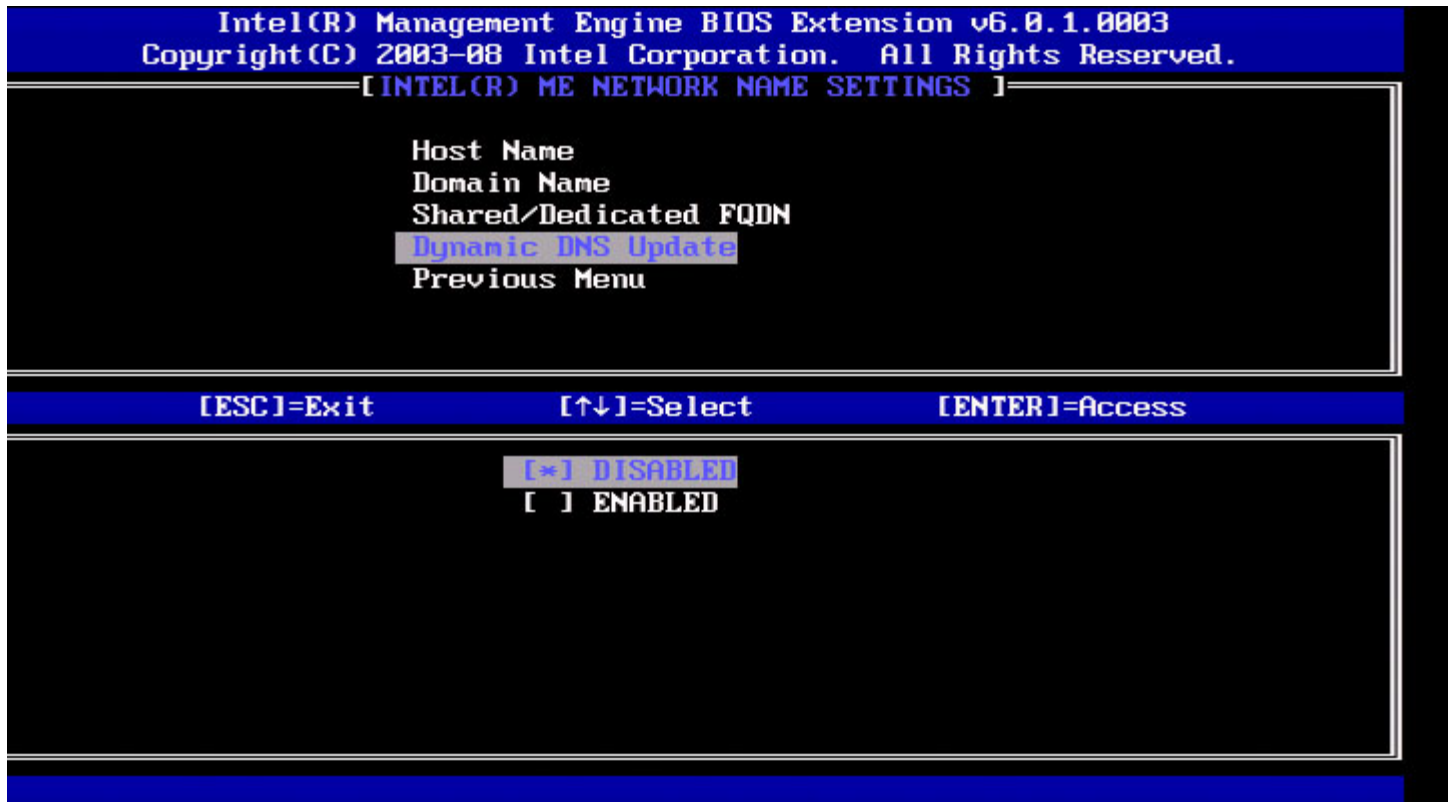 Intel(R) Management Engine BIOS Extension v6.0.1.0003
Copyright(C) 2003-08 Intel Corporation. All Rights Reserved.
[INTEL(R) ME NETWORK NAME SETTINGS ]
Host Name
Domain Name
Shared/Dedicated FQDN
Dynamic DNS Update
Previous Menu
[ESC]=Exit [↑↓]=Select [ENTER]=Access
[*] DISABLED
[ ] ENABLED